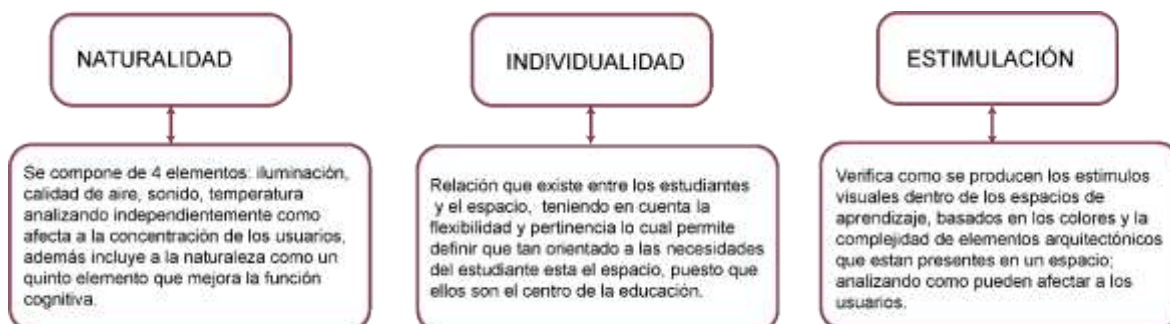 NATURALIDAD
Se compone de 4 elementos: iluminación,
calidad de aire, sonido, temperatura
analizando independientemente como
afecta a la concentración de los usuarios,
además incluye a la naturaleza como un
quinto elemento que mejora la función
cognitiva.
INDIVIDUALIDAD
Relación que existe entre los estudiantes
y el espacio, teniendo en cuenta la
flexibilidad y pertinencia lo cual permite
definir que tan orientado a las necesidades
del estudiante esta el espacio, puesto que
ellos son el centro de la educación.
ESTIMULACIÓN
Verifica como se producen los estimulos
visuales dentro de los espacios de
aprendizaje, basados en los colores y la
complejidad de elementos arquitectónicos
que estan presentes en un espacio;
analizando como pueden afectar a los
usuarios.